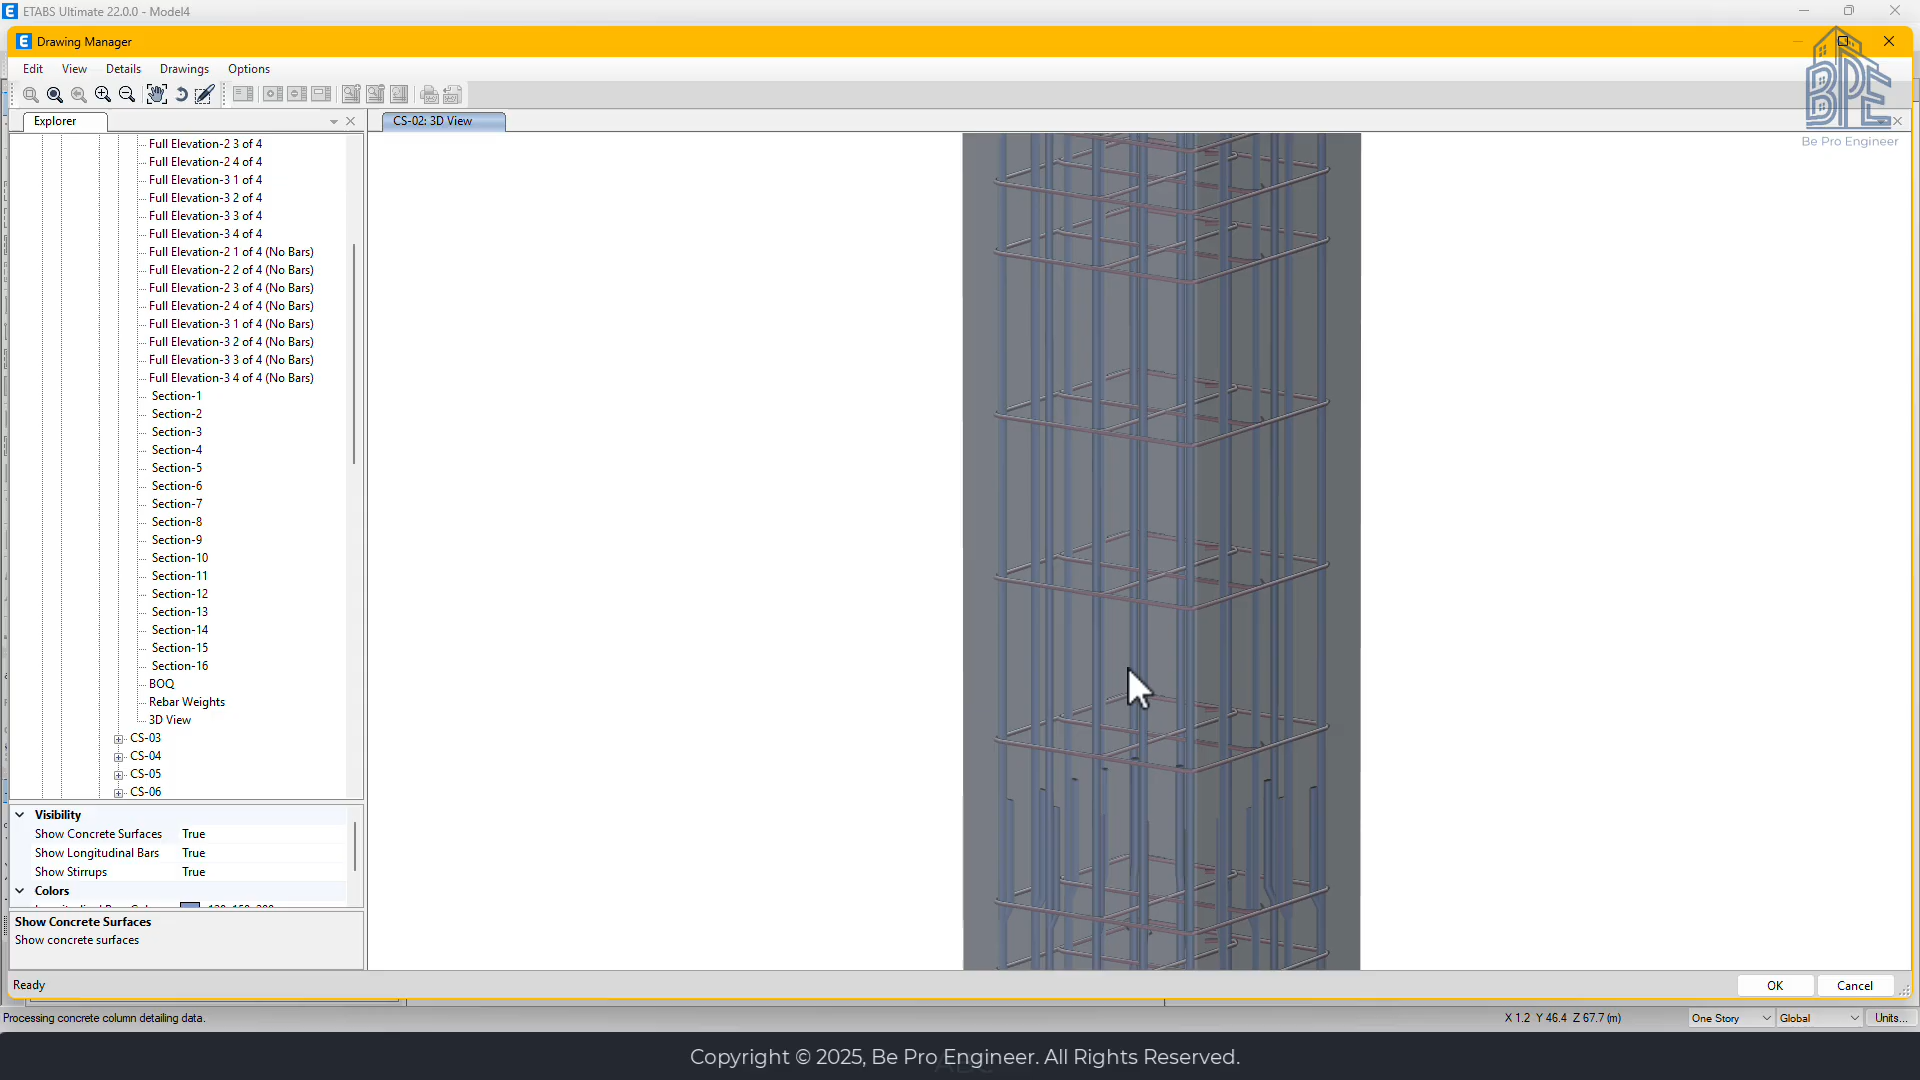 ETABS Ultimate 22.0.0 - Model4
Drawing Manager
Edit View Details Drawings Options
Explorer
CS-02: 3D View
BPE
Be Pro Engineer
Full Elevation-2 3 of 4
Full Elevation-2 4 of 4
Full Elevation-3 1 of 4
Full Elevation-3 2 of 4
Full Elevation-3 3 of 4
Full Elevation-3 4 of 4
Full Elevation-2 1 of 4 (No Bars)
Full Elevation-2 2 of 4 (No Bars)
Full Elevation-2 3 of 4 (No Bars)
Full Elevation-2 4 of 4 (No Bars)
Full Elevation-3 1 of 4 (No Bars)
Full Elevation-3 2 of 4 (No Bars)
Full Elevation-3 3 of 4 (No Bars)
Full Elevation-3 4 of 4 (No Bars)
Section-1
Section-2
Section-3
Section-4
Section-5
Section-6
Section-7
Section-8
Section-9
Section-10
Section-11
Section-12
Section-13
Section-14
Section-15
Section-16
BOQ
Rebar Weights
3D View
CS-03
CS-04
CS-05
CS-06
Visibility
Show Concrete Surfaces True
Show Longitudinal Bars True
Show Stirrups True
Colors
Show Concrete Surfaces
Show concrete surfaces
Ready
OK Cancel
Processing concrete column detailing data.
X 1.2 Y 46.4 Z 67.7 (m)
One Story Global Units...
Copyright © 2025, Be Pro Engineer. All Rights Reserved.